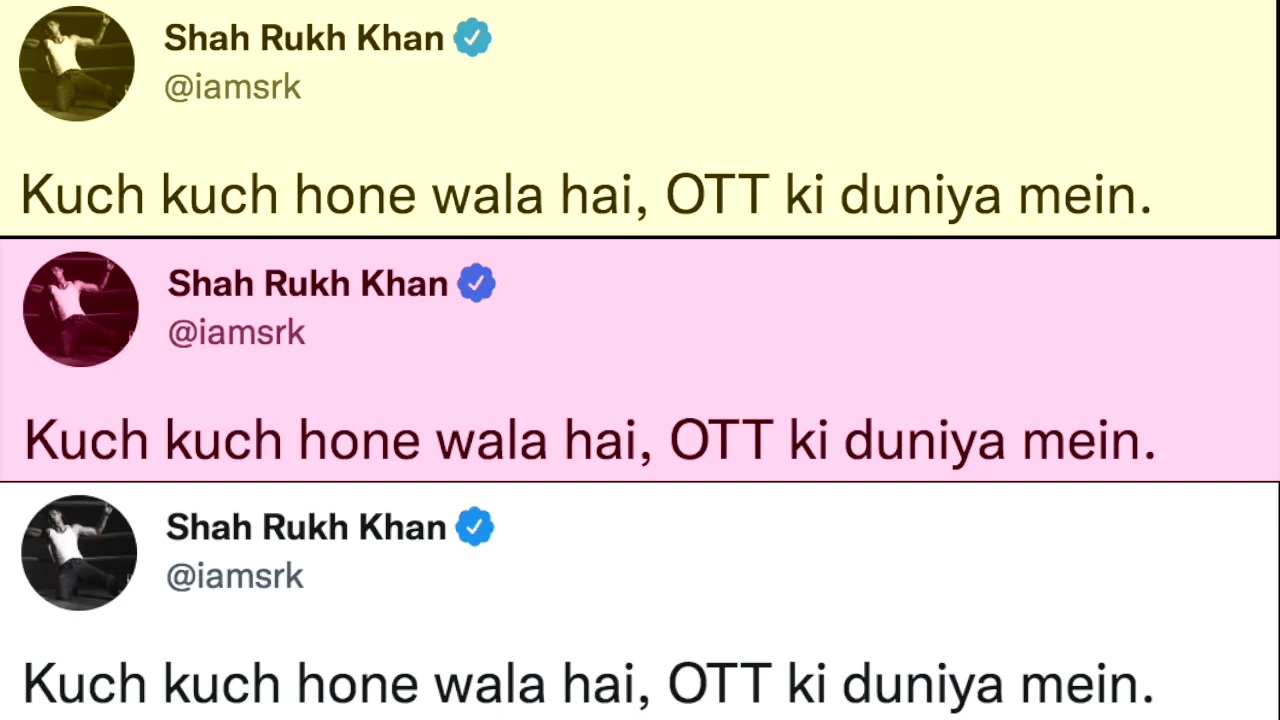 Shah Rukh Khan
@iamsrk
Kuch kuch hone wala hai, OTT ki duniya mein.
Shah Rukh Khan
@iamsrk
Kuch kuch hone wala hai, OTT ki duniya mein.
Shah Rukh Khan
@iamsrk
Kuch kuch hone wala hai, OTT ki duniya mein.